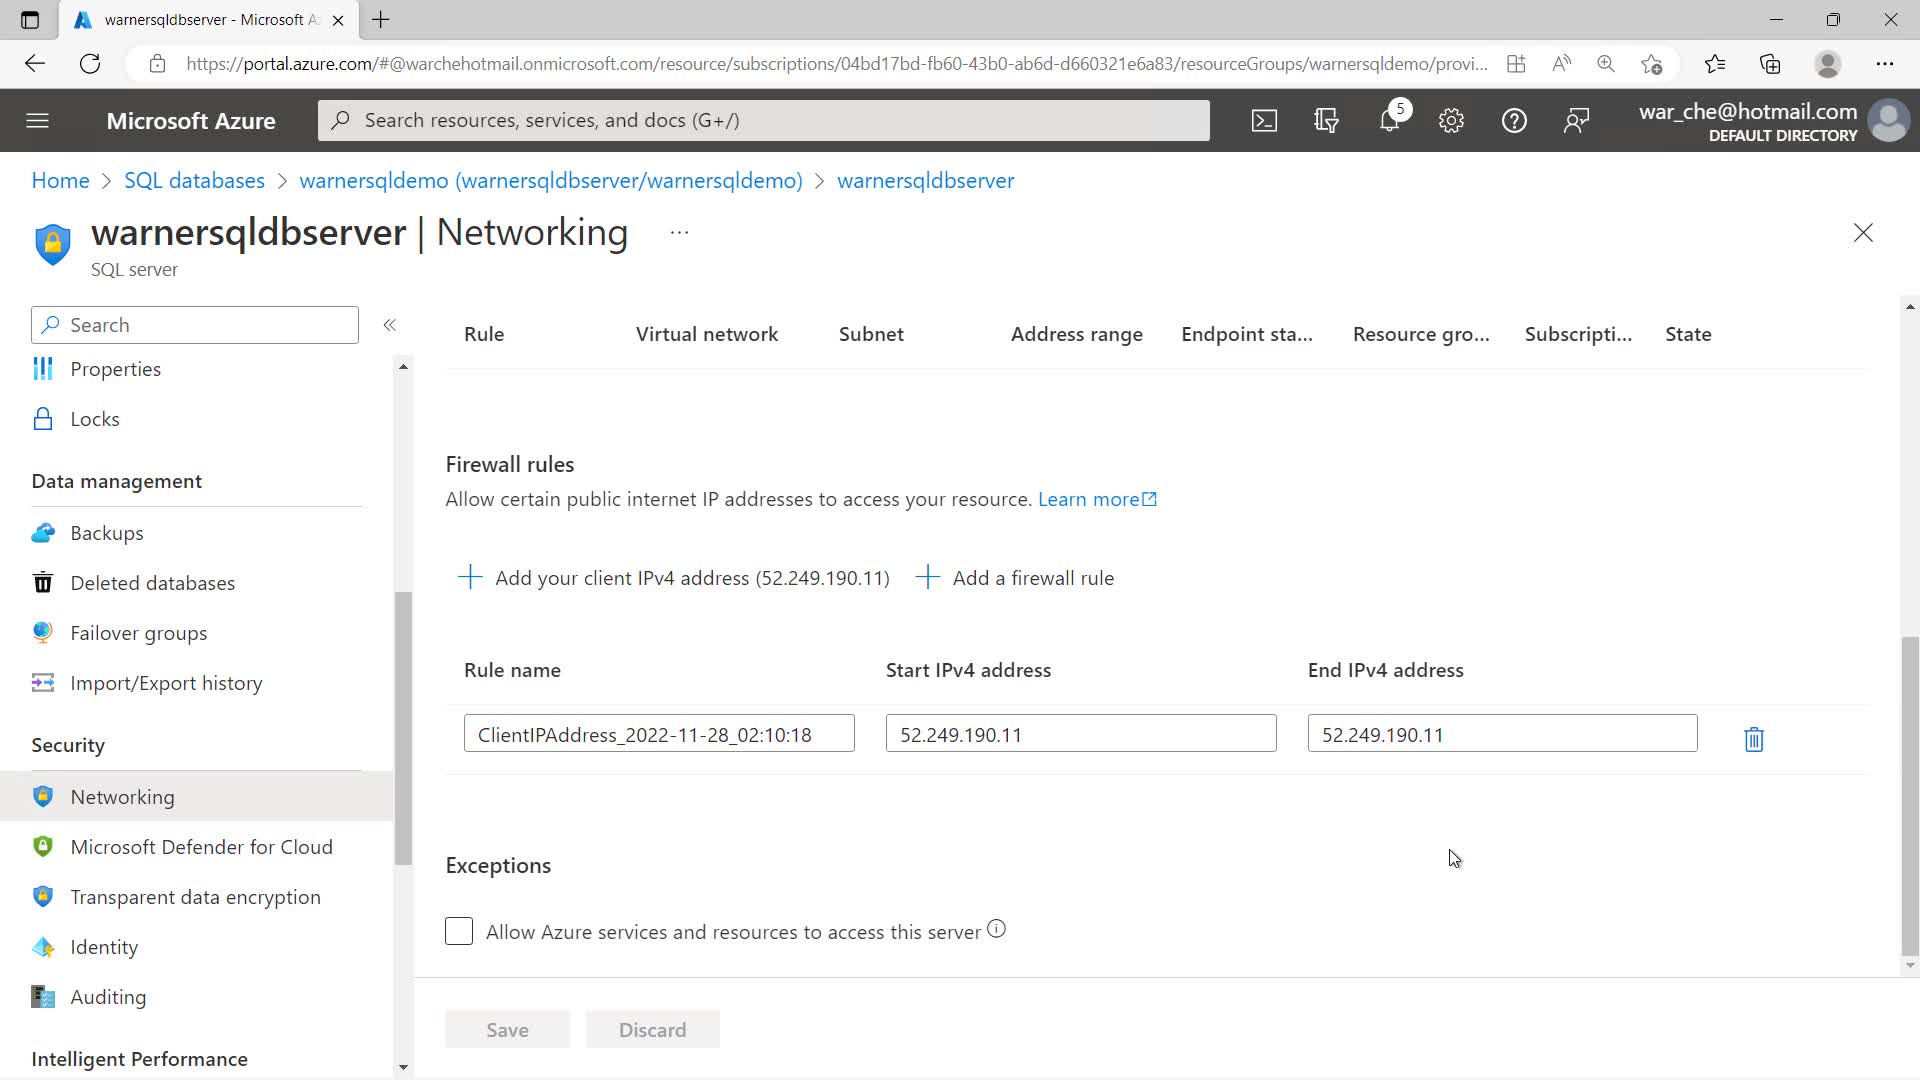 warnersqldbserver - Microsoft A
https://portal.azure.com/#@warchehotmail.onmicrosoft.com/resource/subscriptions/04bd17bd-fb60-43b0-ab6d-d660321e6a83/resourceGroups/warnersqldemo/provi...
Microsoft Azure
Search resources, services, and docs (G+/)
5
war_che@hotmail.com
DEFAULT DIRECTORY
Home > SQL databases > warnersqldemo (warnersqldbserver/warnersqldemo) > warnersqldbserver
warnersqldbserver | Networking ...
SQL server
Search
Properties
Locks
Data management
Backups
Deleted databases
Failover groups
Import/Export history
Security
Networking
Microsoft Defender for Cloud
Transparent data encryption
Identity
Auditing
Intelligent Performance
Rule Virtual network Subnet Address range Endpoint sta... Resource gro... Subscripti... State
Firewall rules
Allow certain public internet IP addresses to access your resource. Learn more
Add your client IPv4 address (52.249.190.11) Add a firewall rule
Rule name Start IPv4 address End IPv4 address
ClientIPAddress_2022-11-28_02:10:18 52.249.190.11 52.249.190.11
Exceptions
Allow Azure services and resources to access this server
Save Discard